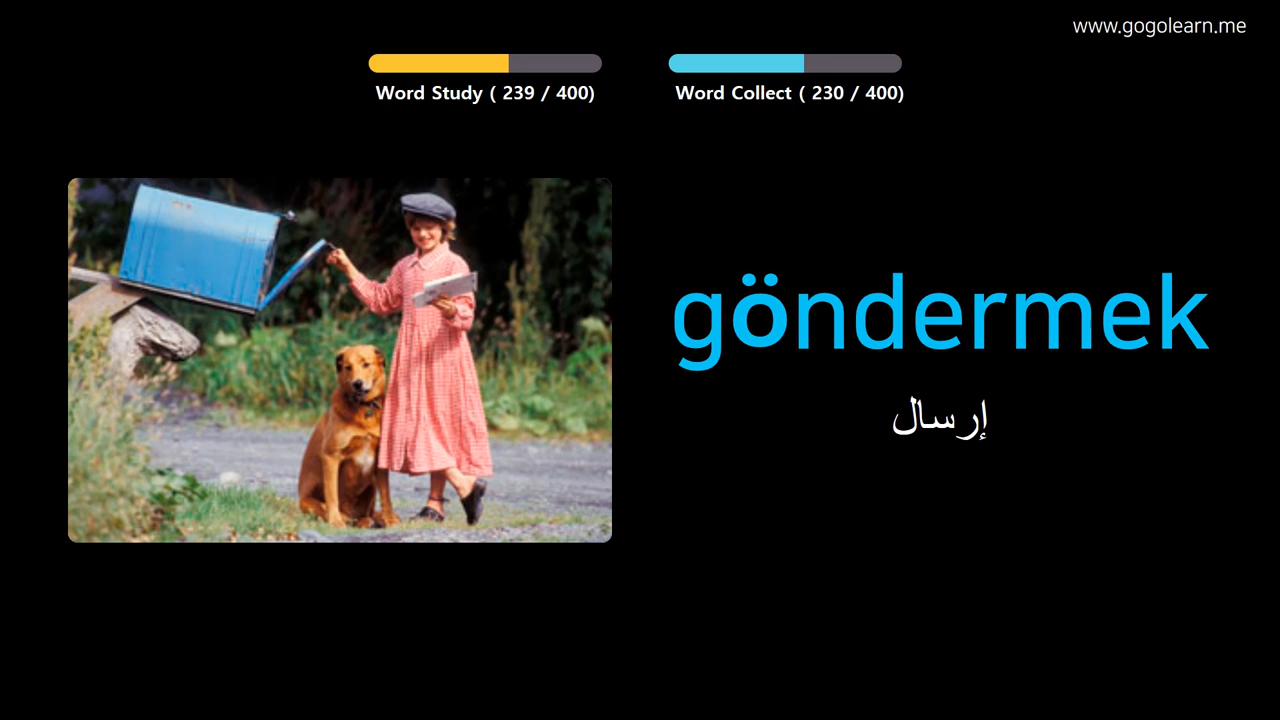 www.gogolearn.me
Word Study ( 239 / 400)
Word Collect ( 230 / 400)
göndermek
إرسال